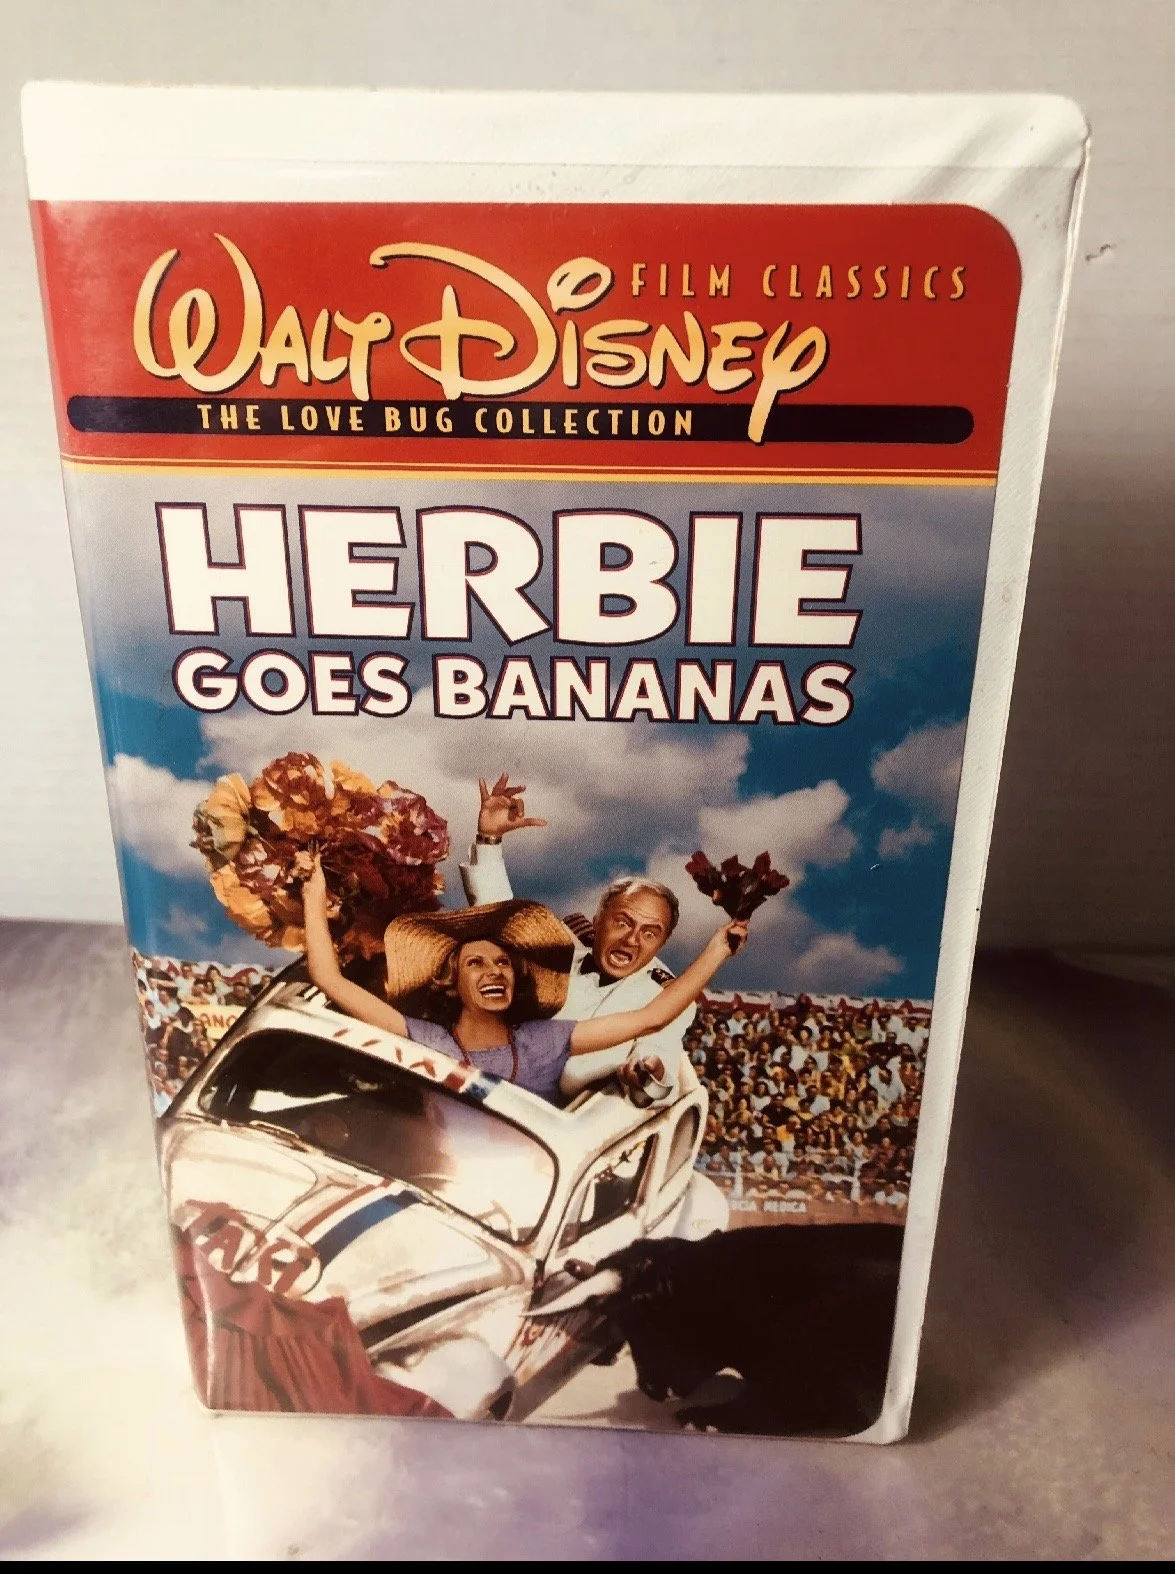 FILM CLASSICS
WALT DISNEY
THE LOVE BUG COLLECTION
HERBIE
GOES BANANAS